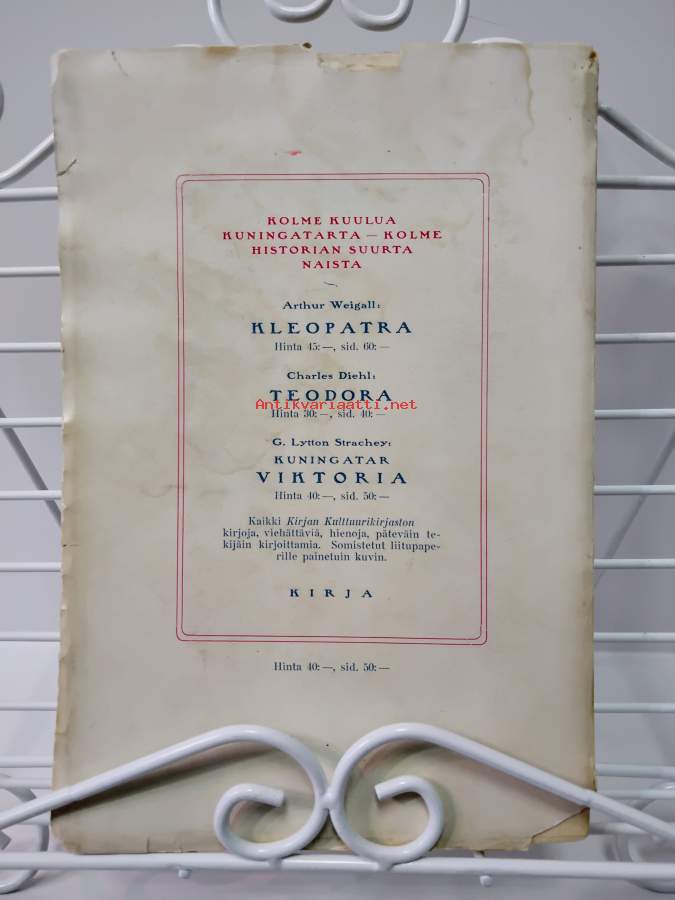 KOLME KUULUA
KUNINGATARTA — KOLME
HISTORIAN SUURTA
NAISTA
Arthur Weigall:
KLEOPATRA
Hinta 45:—, sid. 60:—
Charles Diehl:
TEODORA
Antikvariaatti.net
Hinta 30:—, sid. 40:—
G. Lytton Strachey:
KUNINGATAR
VIKTORIA
Hinta 40:—, sid. 50:—
Kaikki Kirjan Kulttuurikirjaston
kirjoja, viehättäviä, hienoja, pätevain te-
kijäin kirjoittamia. Somistetut liitupape-
rille painetuin kuvin.
KIRJA
Hinta 40:—, sid. 50:—